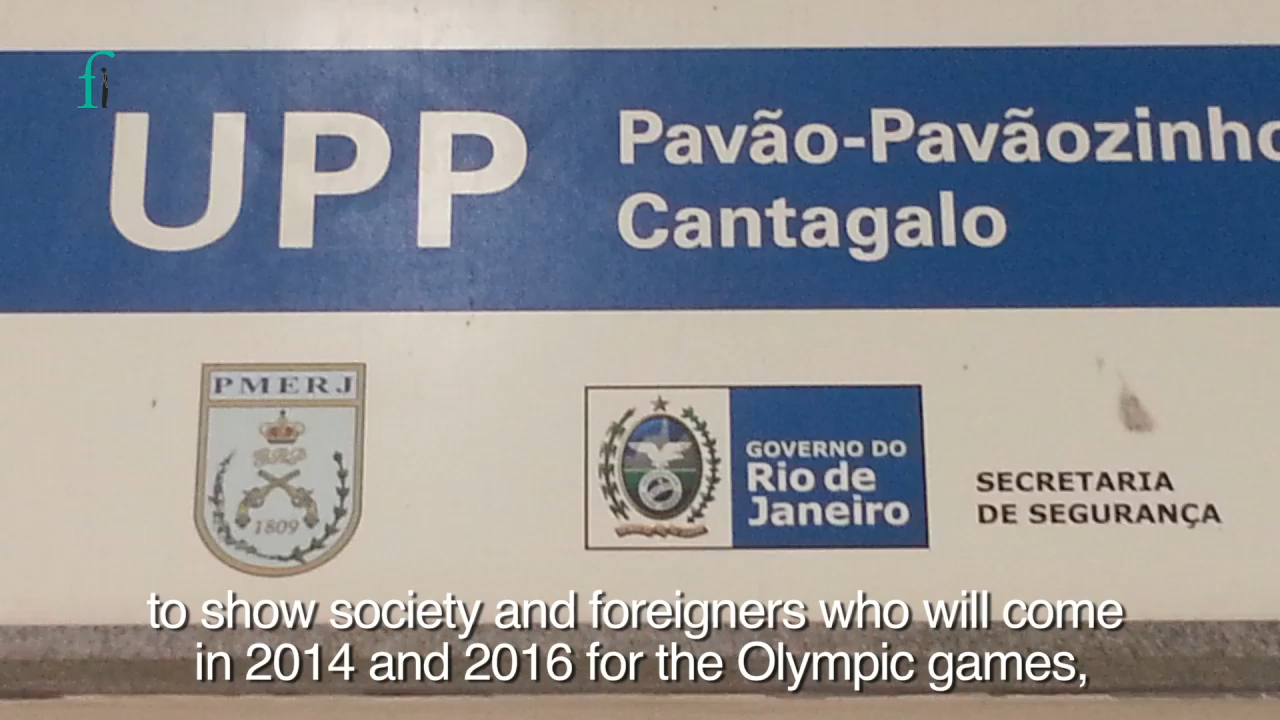 fi
UPP
Pavão-Pavãozinho
Cantagalo
PMERJ
1809
GOVERNO DO
Rio de
Janeiro
SECRETARIA
DE SEGURANÇA
to show society and foreigners who will come
in 2014 and 2016 for the Olympic games,